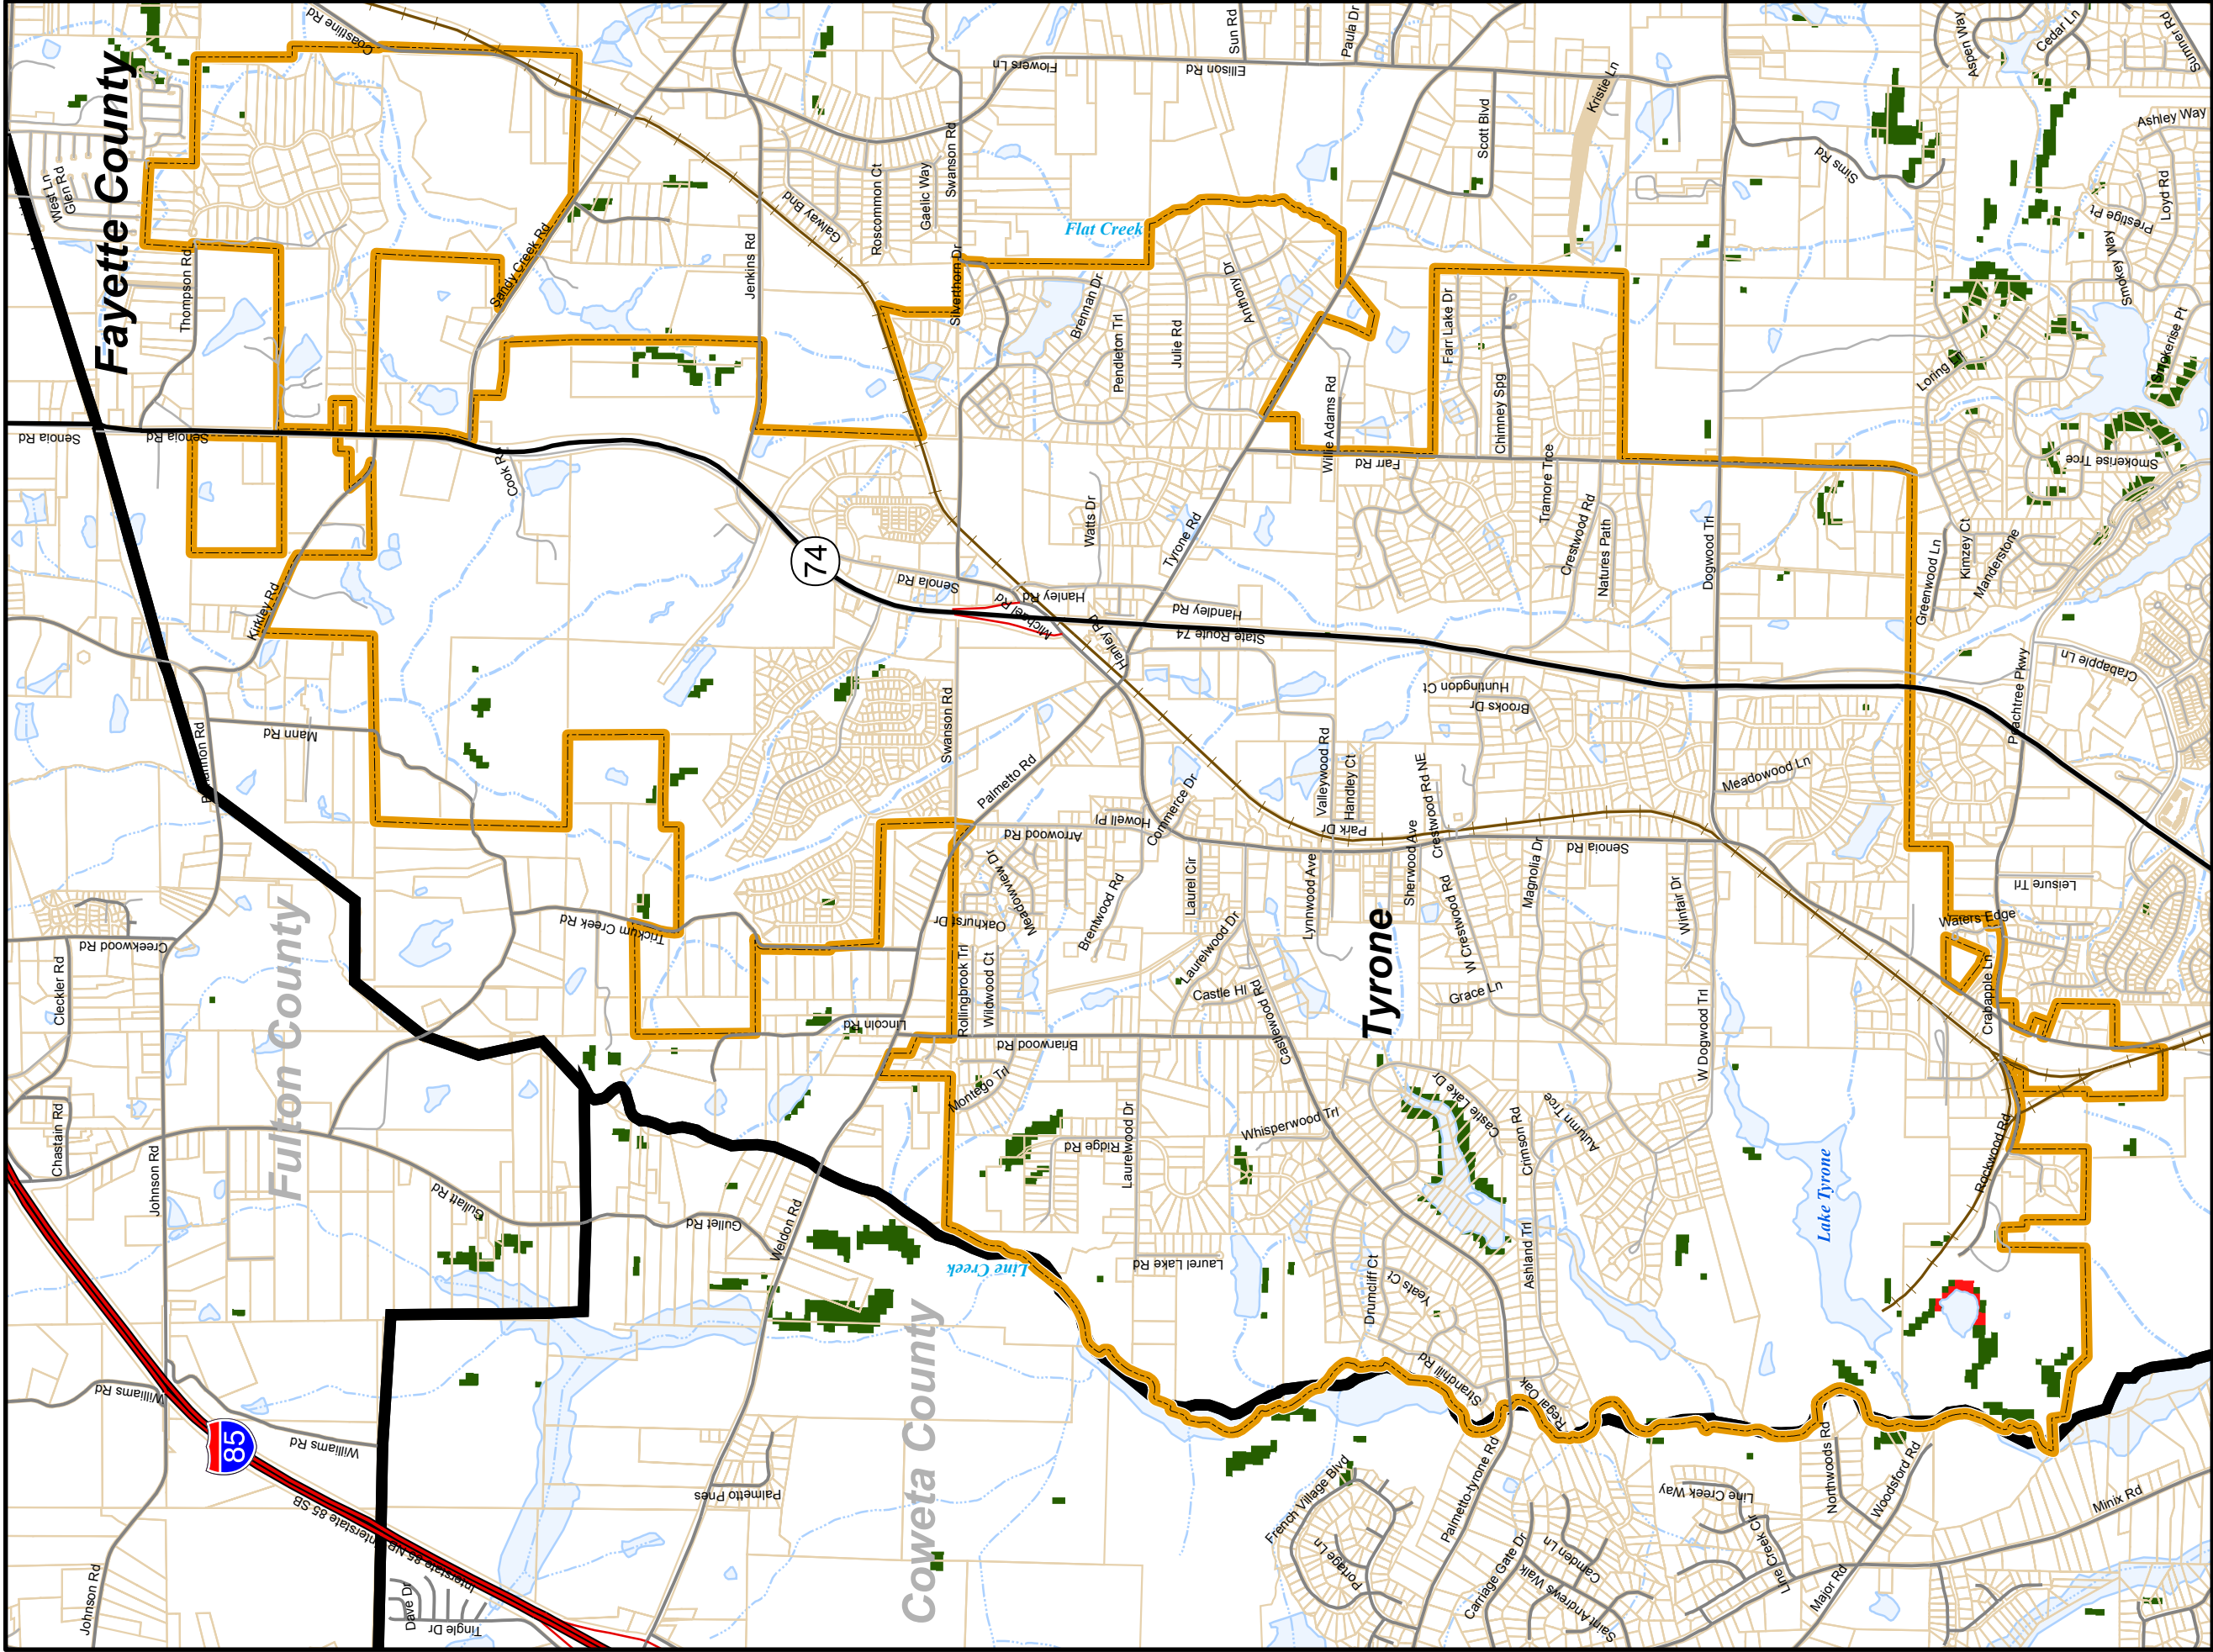 Fayette County
Fulton County
Coweta County
Tyrone
74
85
Flat Creek
Line Creek
Lake Tyrone
Coastline Rd
West Ln
Glen Rd
Thompson Rd
Senoia Rd
Senoia Rd
Senoia Rd
Sandy Creek Rd
Jenkins Rd
Galway Bnd
Roscommon Ct
Gaelic Way
Swanson Rd
Silverthorn Dr
Flowers Ln
Ellison Rd
Sun Rd
Paula Dr
Scott Blvd
Kristie Ln
Sims Rd
Aspen Way
Cedar Ln
Sumner Rd
Ashley Way
Loyd Rd
Prestige Pt
Smokey Way
Smokerise Pt
Smokerise Trce
Loring
Brennan Dr
Pendleton Trl
Julie Rd
Anthony Dr
Willie Adams Rd
Farr Rd
Farr Lake Dr
Chimney Spg
Tramore Trce
Crestwood Rd
Natures Path
Dogwood Trl
Greenwood Ln
Kimzey Ct
Manderstone
Crabapple Ln
Peachtree Pkwy
Cook Rd
Kirkley Rd
Mann Rd
Senoia Rd
Michael Rd
Hanley Rd
Hanley Rd
Handley Rd
State Route 74
Watts Dr
Tyrone Rd
Swanson Rd
Palmetto Rd
Huntingdon Ct
Brooks Dr
Valleywood Rd
Handley Ct
Park Dr
Crestwood Rd NE
Sherwood Ave
Lynnwood Ave
Senoia Rd
Meadowood Ln
Magnolia Dr
W Crestwood Rd
Grace Ln
Winfair Dr
W Dogwood Trl
Leisure Trl
Waters Edge
Crabapple Ln
Rockwood Rd
Howell Pl
Arrowood Rd
Commerce Dr
Meadowview Dr
Oakhurst Dr
Brentwood Rd
Laurel Cir
Laurelwood Dr
Castle Hl
Castlewood Rd
Castlewood Rd
Rollingbrook Trl
Wildwood Ct
Briarwood Rd
Lincoln Rd
Trickum Creek Rd
Creekwood Rd
Cleckler Rd
Chastain Rd
Johnson Rd
Johnson Rd
Gullatt Rd
Gullet Rd
Weldon Rd
Montego Trl
Ridge Rd
Laurelwood Dr
Whisperwood Trl
Castle Lake Dr
Crimson Rd
Autumn Trce
Ashland Trl
Laurel Lake Rd
Drumcliff Ct
Yeats Ct
Strandhill Rd
Regal Oak
Williams Rd
Williams Rd
Interstate 85 SB
Interstate 85 NB
Interstate
Dave Dr
Tingle Dr
Palmetto Pnes
French Village Blvd
Portage Ln
Palmetto-tyrone Rd
Carriage Gate Dr
Camden Ln
Saint Andrews Walk
Line Creek Way
Line Creek Cir
Northwoods Rd
Woodsford Rd
Major Rd
Minix Rd